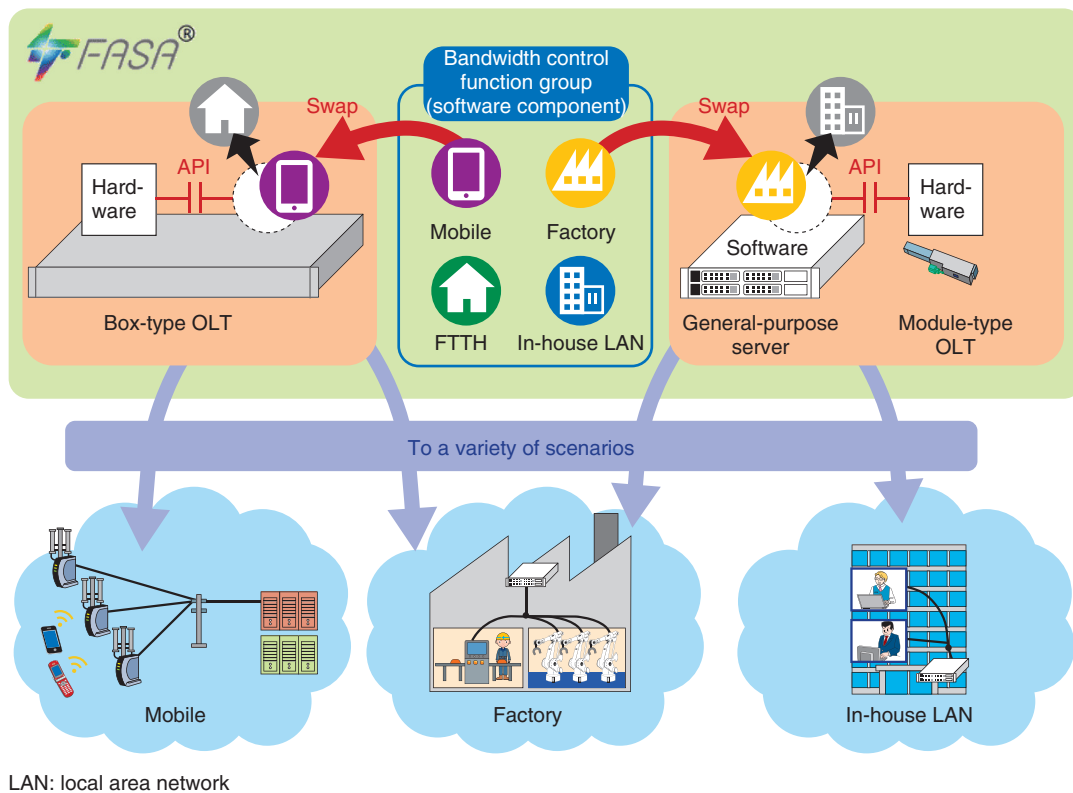 FASA®
Bandwidth control
function group
(software component)
Swap
Swap
API
API
Hard-
ware
Hard-
ware
Mobile
Factory
Software
Box-type OLT
FTTH
In-house LAN
General-purpose
server
Module-type
OLT
To a variety of scenarios
Mobile
Factory
In-house LAN
LAN: local area network